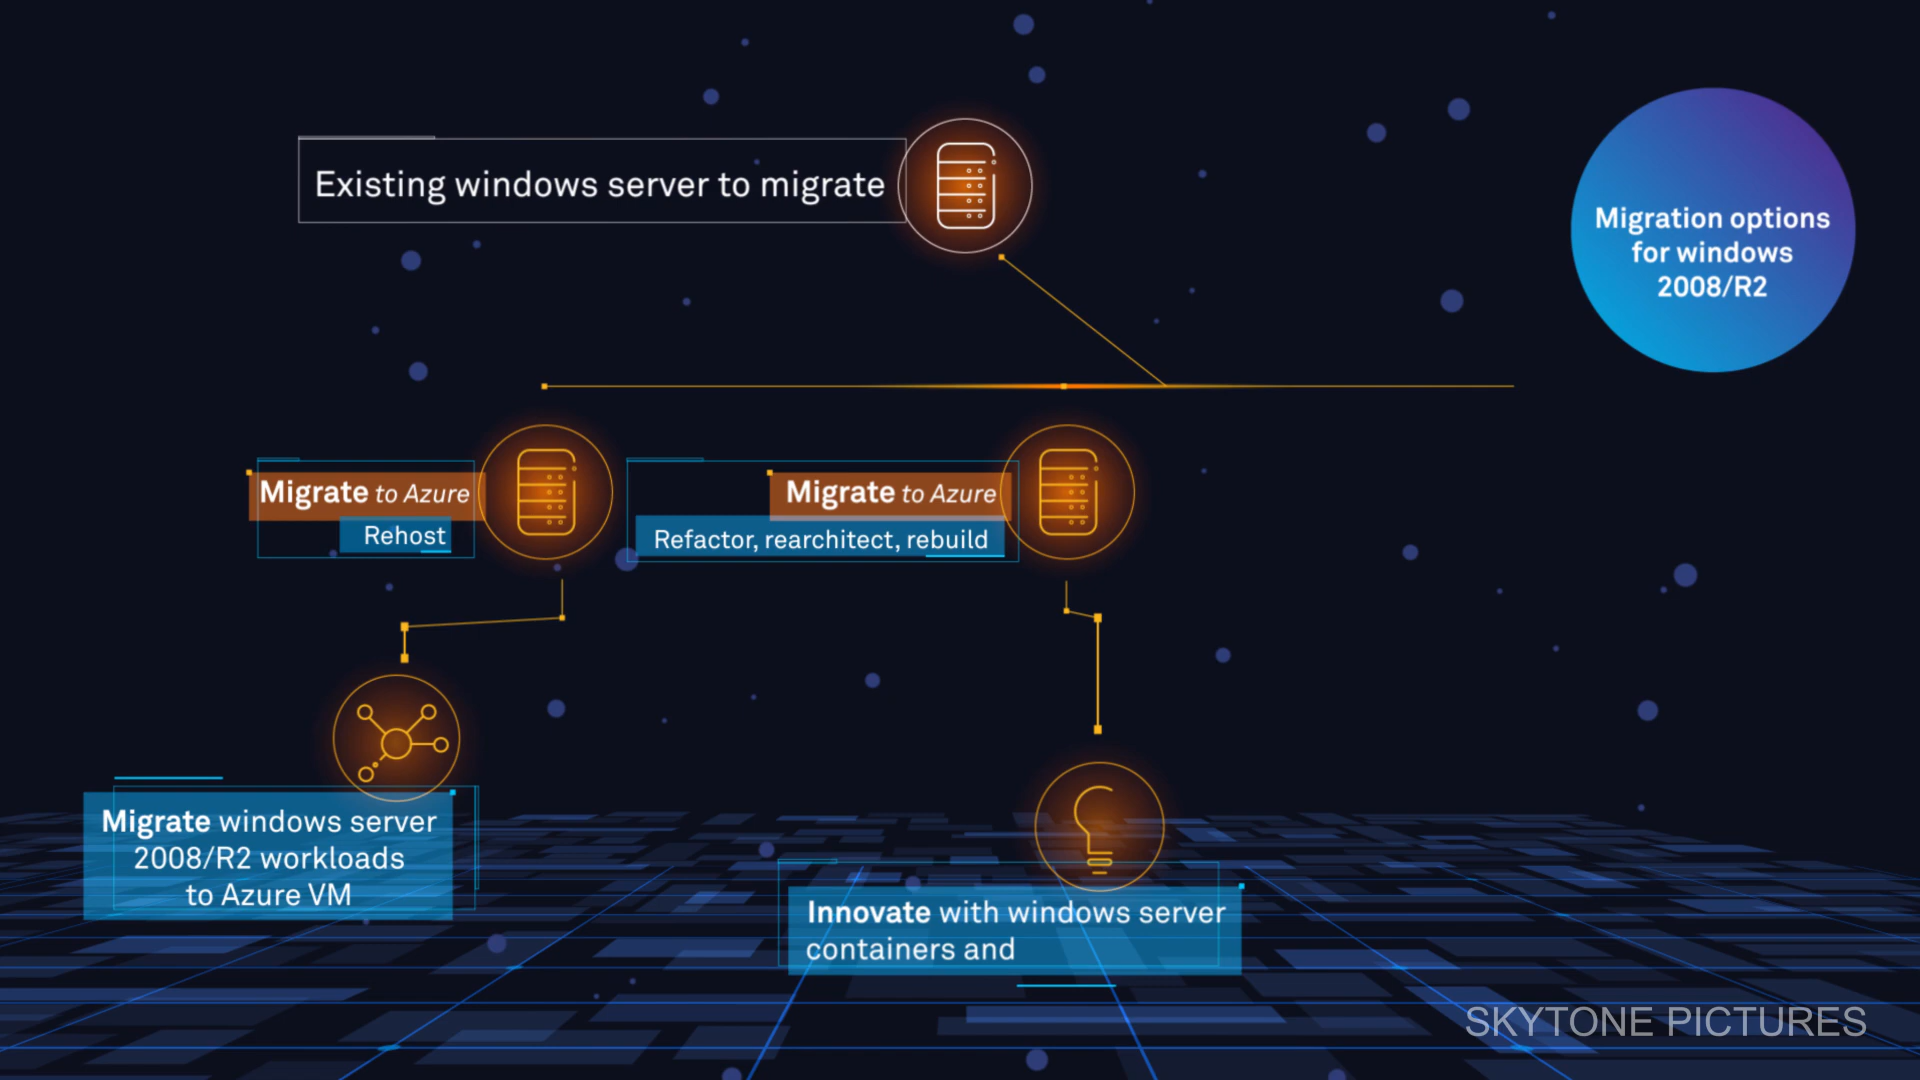 Existing windows server to migrate
Migration options
for windows
2008/R2
Migrate to Azure
Rehost
Migrate to Azure
Refactor, rearchitect, rebuild
Migrate windows server
2008/R2 workloads
to Azure VM
Innovate with windows server
containers and
SKYTONE PICTURES